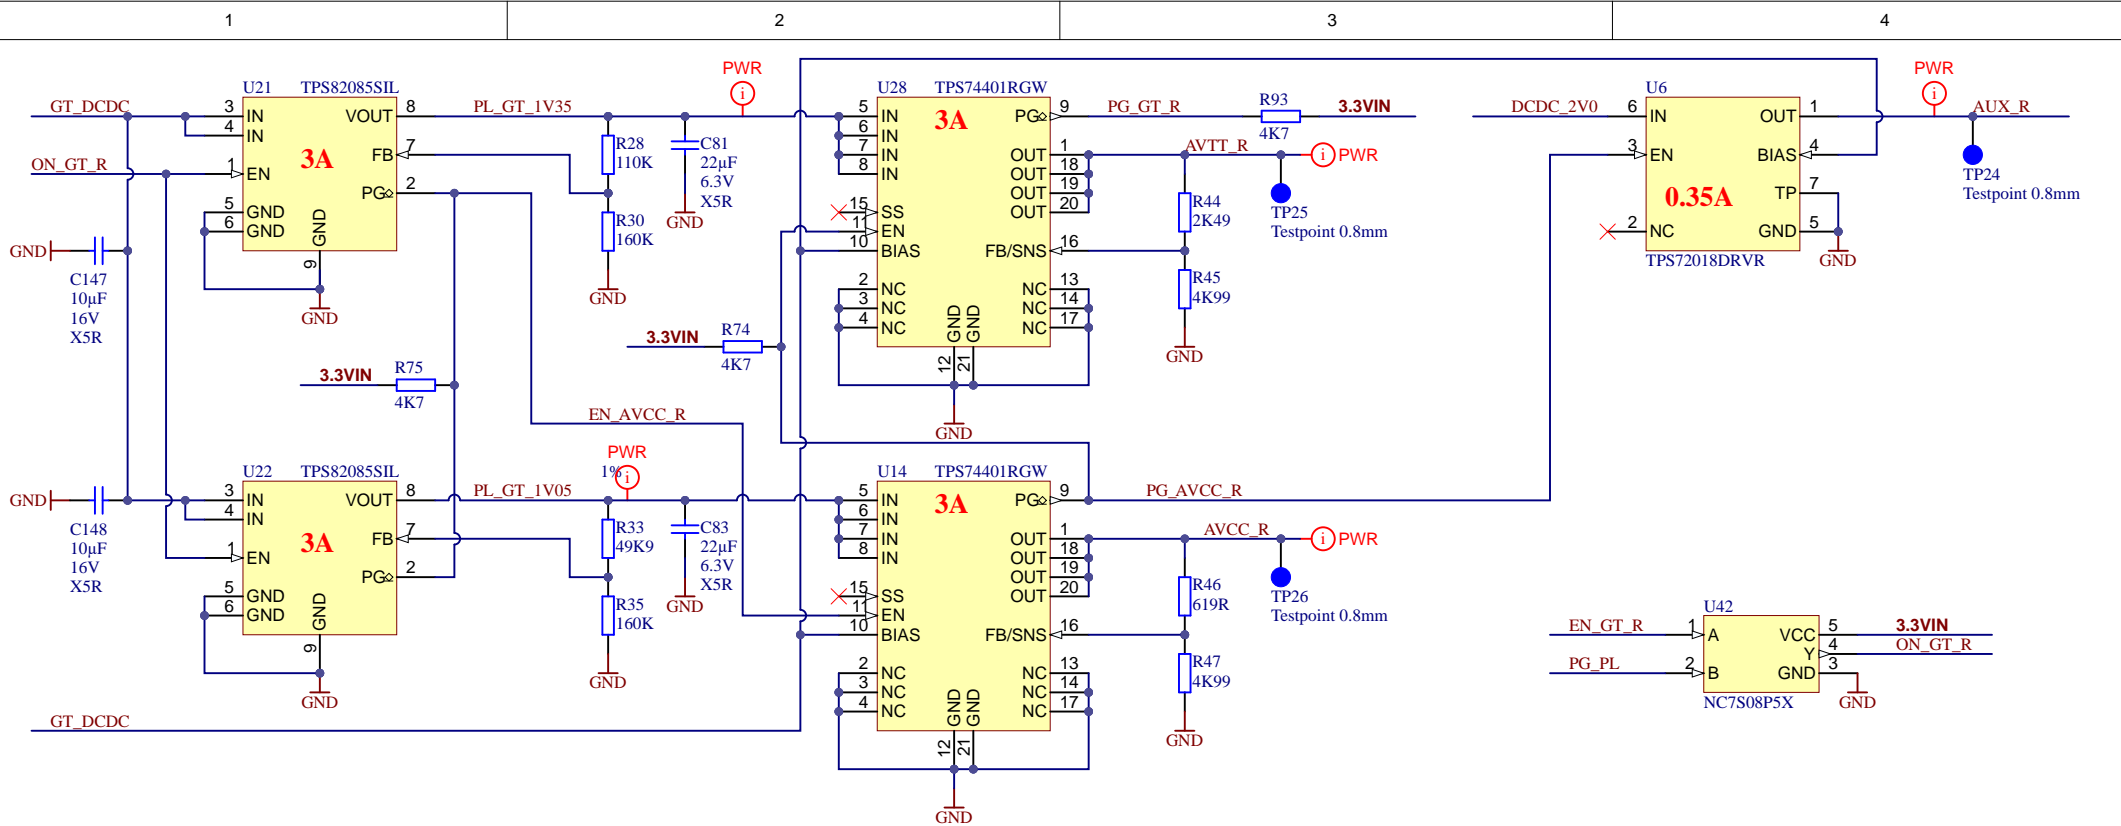 1 2 3 4
U21 TPS82085SIL
GT_DCDC
ON_GT_R
3 IN
4 IN
1 EN
5 GND
6 GND
GND
9
GND
VOUT 8
FB 7
PG 2
3A
PL_GT_1V35
PWR
i
R28
110K
R30
160K
GND
C81
22µF
6.3V
X5R
GND
GND
C147
10µF
16V
X5R
3.3VIN
R75
4K7
3.3VIN
R74
4K7
EN_AVCC_R
U28 TPS74401RGW
3A
5 IN
6 IN
7 IN
8 IN
15 SS
11 EN
10 BIAS
2 NC
3 NC
4 NC
GND GND
12 21
GND
PG 9
OUT 1
OUT 18
OUT 19
OUT 20
FB/SNS 16
NC 13
NC 14
NC 17
PG_GT_R
R93
4K7
3.3VIN
AVTT_R
i PWR
TP25
Testpoint 0.8mm
R44
2K49
R45
4K99
GND
DCDC_2V0
U6
6 IN
3 EN
2 NC
0.35A
OUT 1
BIAS 4
TP 7
GND 5
TPS72018DRVR
GND
PWR
i
AUX_R
TP24
Testpoint 0.8mm
U22 TPS82085SIL
GND
C148
10µF
16V
X5R
3 IN
4 IN
1 EN
5 GND
6 GND
GND
9
GND
VOUT 8
FB 7
PG 2
3A
PL_GT_1V05
PWR
1%
i
R33
49K9
R35
160K
GND
C83
22µF
6.3V
X5R
GND
GT_DCDC
U14 TPS74401RGW
3A
5 IN
6 IN
7 IN
8 IN
15 SS
11 EN
10 BIAS
2 NC
3 NC
4 NC
GND GND
12 21
GND
PG 9
OUT 1
OUT 18
OUT 19
OUT 20
FB/SNS 16
NC 13
NC 14
NC 17
PG_AVCC_R
AVCC_R
i PWR
TP26
Testpoint 0.8mm
R46
619R
R47
4K99
GND
U42
EN_GT_R
PG_PL
1 A
2 B
VCC 5
Y 4
GND 3
3.3VIN
ON_GT_R
NC7S08P5X
GND